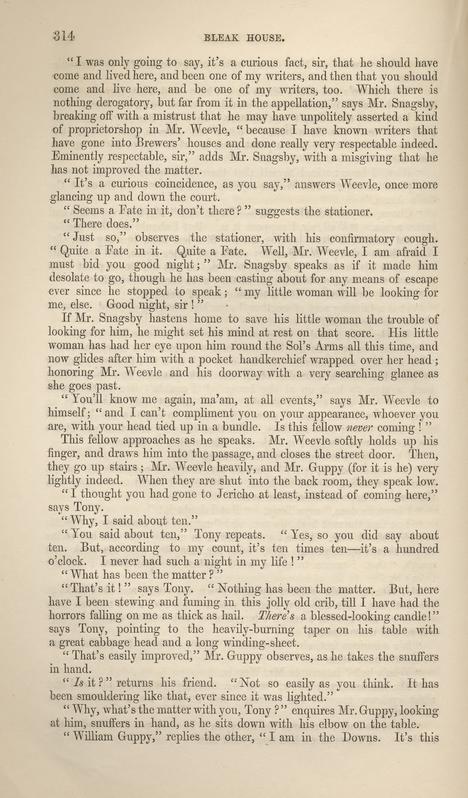 314
BLEAK HOUSE.
“I was only going to say, it’s a curious fact, sir, that he should have
come and lived here, and been one of my writers, and then that you should
come and live here, and be one of my writers, too. Which there is
nothing derogatory, but far from it in the appellation,” says Mr. Snagsby,
breaking off with a mistrust that he may have unpolitely asserted a kind
of proprietorship in Mr. Weevle, “because I have known writers that
have gone into Brewers’ houses and done really very respectable indeed.
Eminently respectable, sir,” adds Mr. Snagsby, with a misgiving that he
has not improved the matter.
“It’s a curious coincidence, as you say,” answers Weevle, once more
glancing up and down the court.
“Seems a Fate in it, don’t there?” suggests the stationer.
“There does.”
“Just so,” observes the stationer, with his confirmatory cough.
“Quite a Fate in it. Quite a Fate. Well, Mr. Weevle, I am afraid I
must bid you good night;” Mr. Snagsby speaks as if it made him
desolate to go, though he has been casting about for any means of escape
ever since he stopped to speak; “my little woman will be looking for
me, else. Good night, sir!”
If Mr. Snagsby hastens home to save his little woman the trouble of
looking for him, he might set his mind at rest on that score. His little
woman has had her eye upon him round the Sol’s Arms all this time, and
now glides after him with a pocket handkerchief wrapped over her head;
honoring Mr. Weevle and his doorway with a very searching glance as
she goes past.
“You’ll know me again, ma’am, at all events,” says Mr. Weevle to
himself; “and I can’t compliment you on your appearance, whoever you
are, with your head tied up in a bundle. Is this fellow never coming!”
This fellow approaches as he speaks. Mr. Weevle softly holds up his
finger, and draws him into the passage, and closes the street door. Then,
they go up stairs; Mr. Weevle heavily, and Mr. Guppy (for it is he) very
lightly indeed. When they are shut into the back room, they speak low.
“I thought you had gone to Jericho at least, instead of coming here,”
says Tony.
“Why, I said about ten.”
“You said about ten,” Tony repeats. “Yes, so you did say about
ten. But, according to my count, it’s ten times ten—it’s a hundred
o’clock. I never had such a night in my life!”
“What has been the matter?”
“That’s it!” says Tony. “Nothing has been the matter. But, here
have I been stewing and fuming in this jolly old crib, till I have had the
horrors falling on me as thick as hail. There’s a blessed-looking candle!”
says Tony, pointing to the heavily-burning taper on his table with
a great cabbage head and a long winding-sheet.
“That’s easily improved,” Mr. Guppy observes, as he takes the snuffers
in hand.
“Is it?” returns his friend. “Not so easily as you think. It has
been smouldering like that, ever since it was lighted.”
“Why, what’s the matter with you, Tony?” enquires Mr. Guppy, looking
at him, snuffers in hand, as he sits down with his elbow on the table.
“William Guppy,” replies the other, “I am in the Downs. It’s this